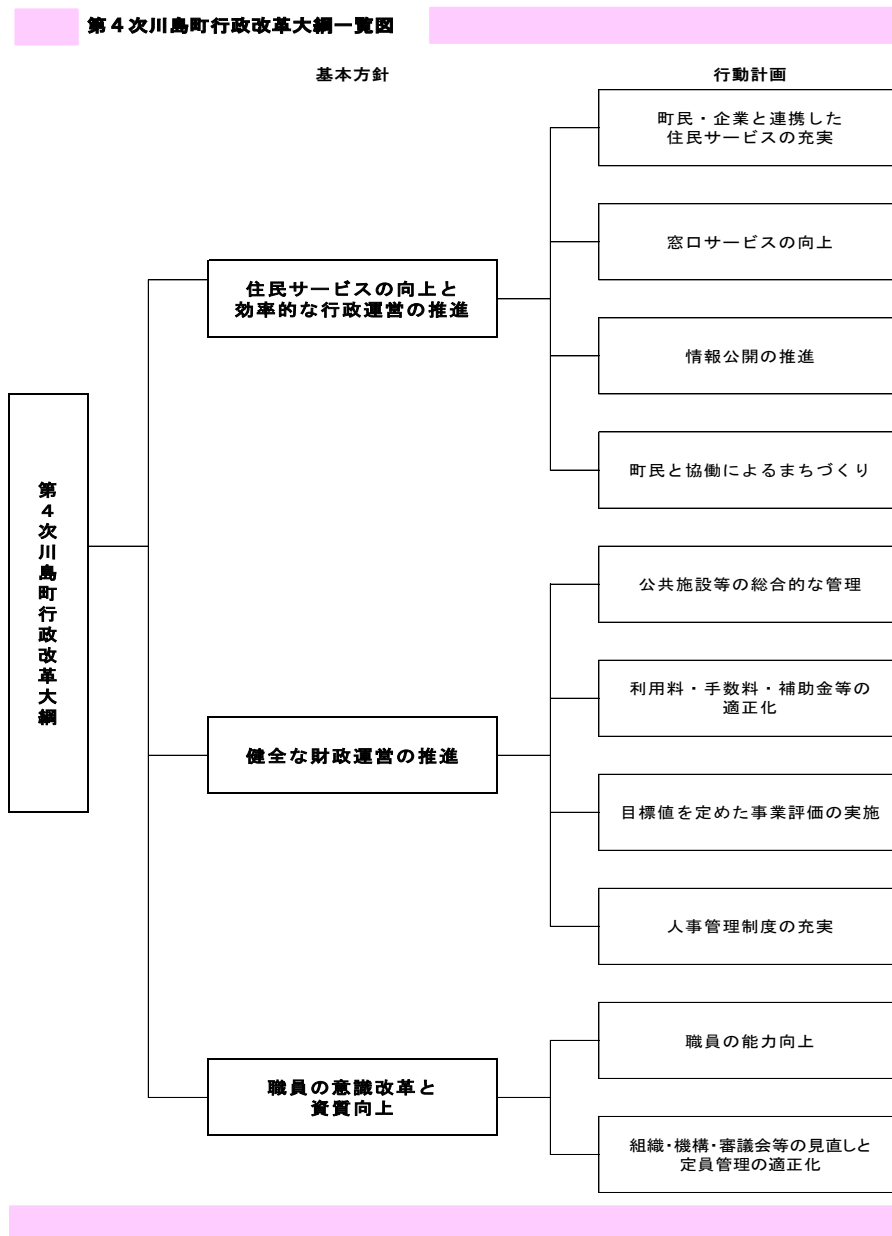 第４次川島町行政改革大綱一覧図
基本方針
行動計画
第４次川島町行政改革大綱
住民サービスの向上と
効率的な行政運営の推進
町民・企業と連携した
住民サービスの充実
窓口サービスの向上
情報公開の推進
町民と協働によるまちづくり
健全な財政運営の推進
公共施設等の総合的な管理
利用料・手数料・補助金等の
適正化
目標値を定めた事業評価の実施
人事管理制度の充実
職員の意識改革と
資質向上
職員の能力向上
組織・機構・審議会等の見直しと
定員管理の適正化